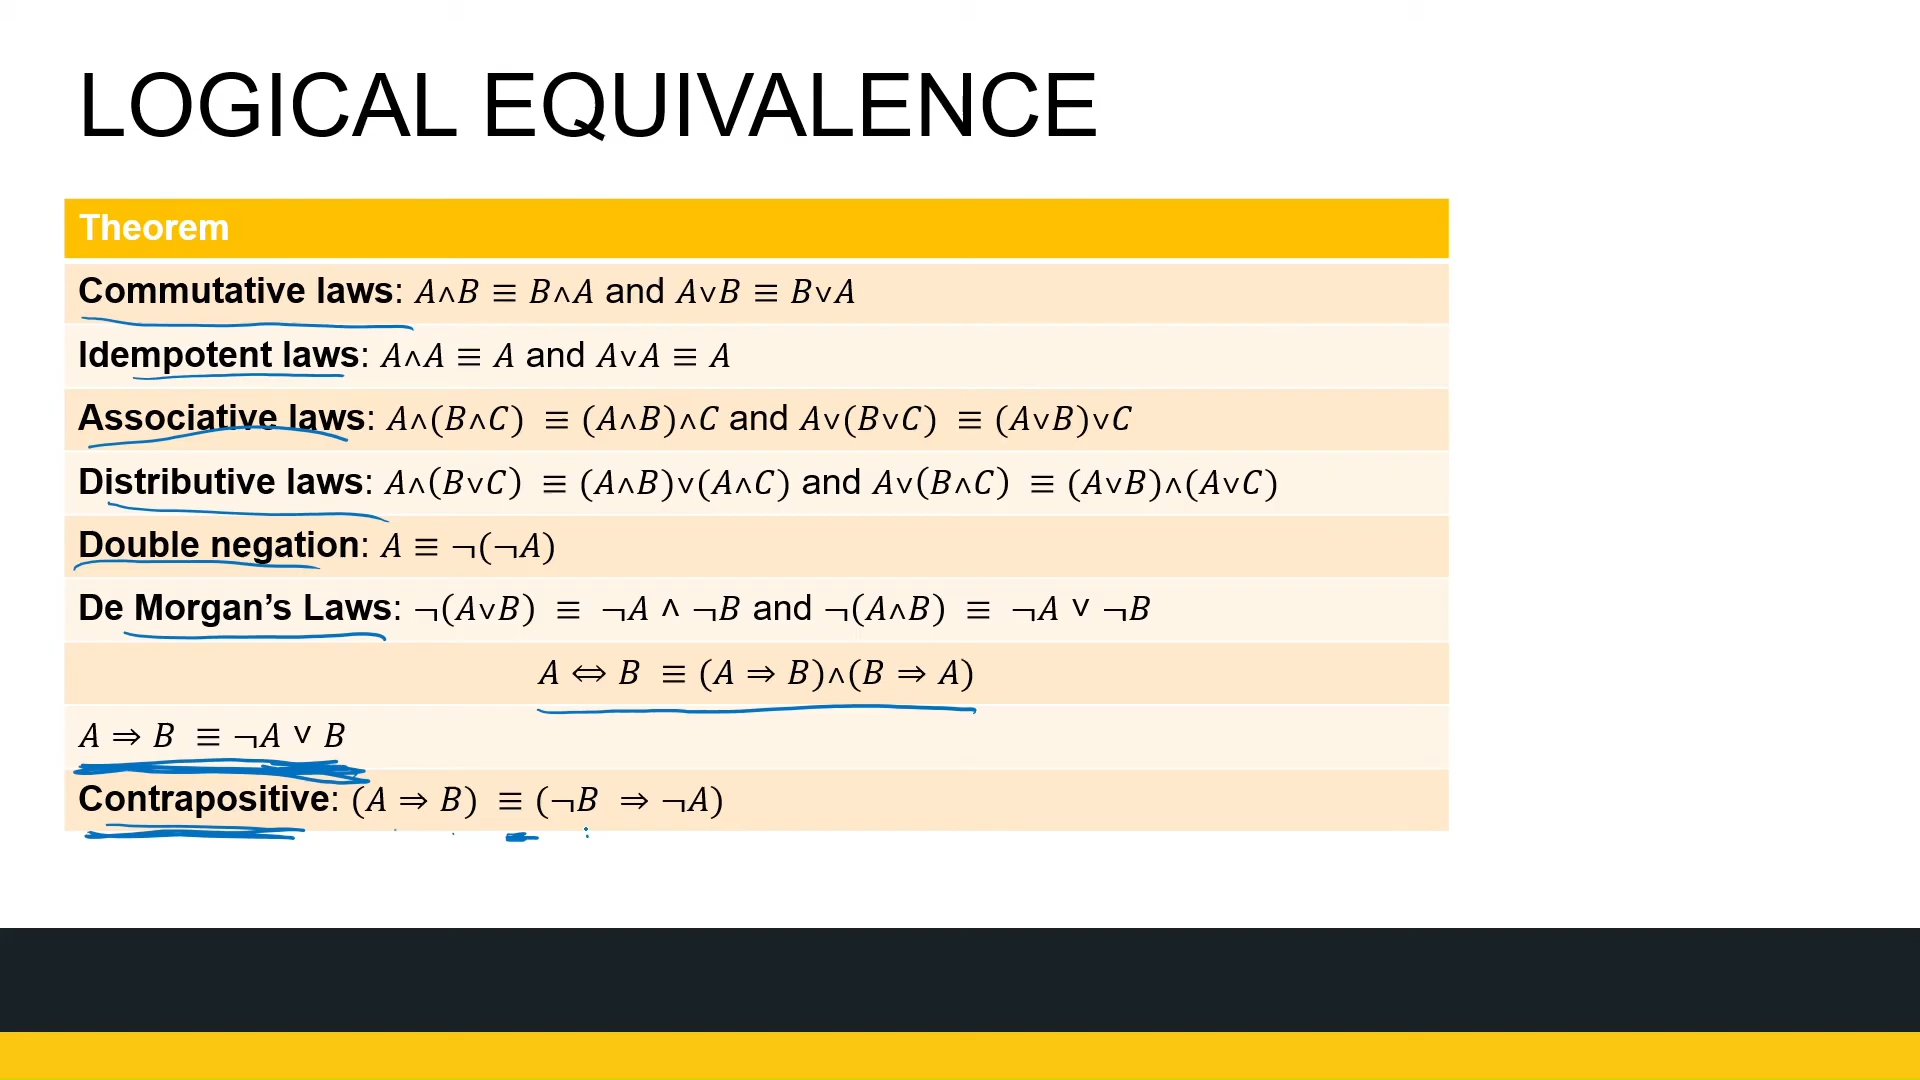 LOGICAL EQUIVALENCE
Theorem
Commutative laws: A∧B ≡ B∧A and A∨B ≡ B∨A
Idempotent laws: A∧A ≡ A and A∨A ≡ A
Associative laws: A∧(B∧C) ≡ (A∧B)∧C and A∨(B∨C) ≡ (A∨B)∨C
Distributive laws: A∧(B∨C) ≡ (A∧B)∨(A∧C) and A∨(B∧C) ≡ (A∨B)∧(A∨C)
Double negation: A ≡ ¬(¬A)
De Morgan’s Laws: ¬(A∨B) ≡ ¬A ∧ ¬B and ¬(A∧B) ≡ ¬A ∨ ¬B
A ⇔ B ≡ (A ⇒ B)∧(B ⇒ A)
A ⇒ B ≡ ¬A ∨ B
Contrapositive: (A ⇒ B) ≡ (¬B ⇒ ¬A)